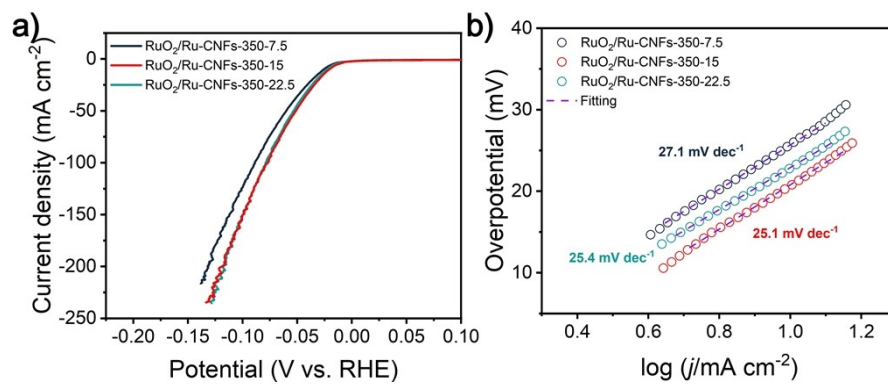 a)
RuO₂/Ru-CNFs-350-7.5
RuO₂/Ru-CNFs-350-15
RuO₂/Ru-CNFs-350-22.5
Current density (mA cm⁻²)
0
-50
-100
-150
-200
-250
-0.20
-0.15
-0.10
-0.05
0.00
0.05
0.10
Potential (V vs. RHE)
b)
RuO₂/Ru-CNFs-350-7.5
RuO₂/Ru-CNFs-350-15
RuO₂/Ru-CNFs-350-22.5
Fitting
27.1 mV dec⁻¹
25.4 mV dec⁻¹
25.1 mV dec⁻¹
Overpotential (mV)
40
30
20
10
0.4
0.6
0.8
1.0
1.2
log (j/mA cm⁻²)